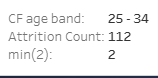 CF age band: 25 - 34
Attrition Count: 112
min(2): 2